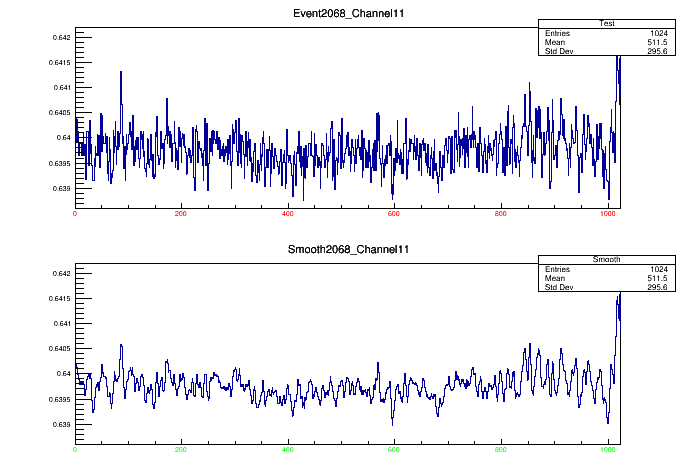 Event2068_Channel11
Test
Entries 1024
Mean 511.5
Std Dev 295.6
0.642
0.6415
0.641
0.6405
0.64
0.6395
0.639
0 200 400 600 800 1000
Smooth2068_Channel11
Smooth
Entries 1024
Mean 511.5
Std Dev 295.6
0.642
0.6415
0.641
0.6405
0.64
0.6395
0.639
0 200 400 600 800 1000